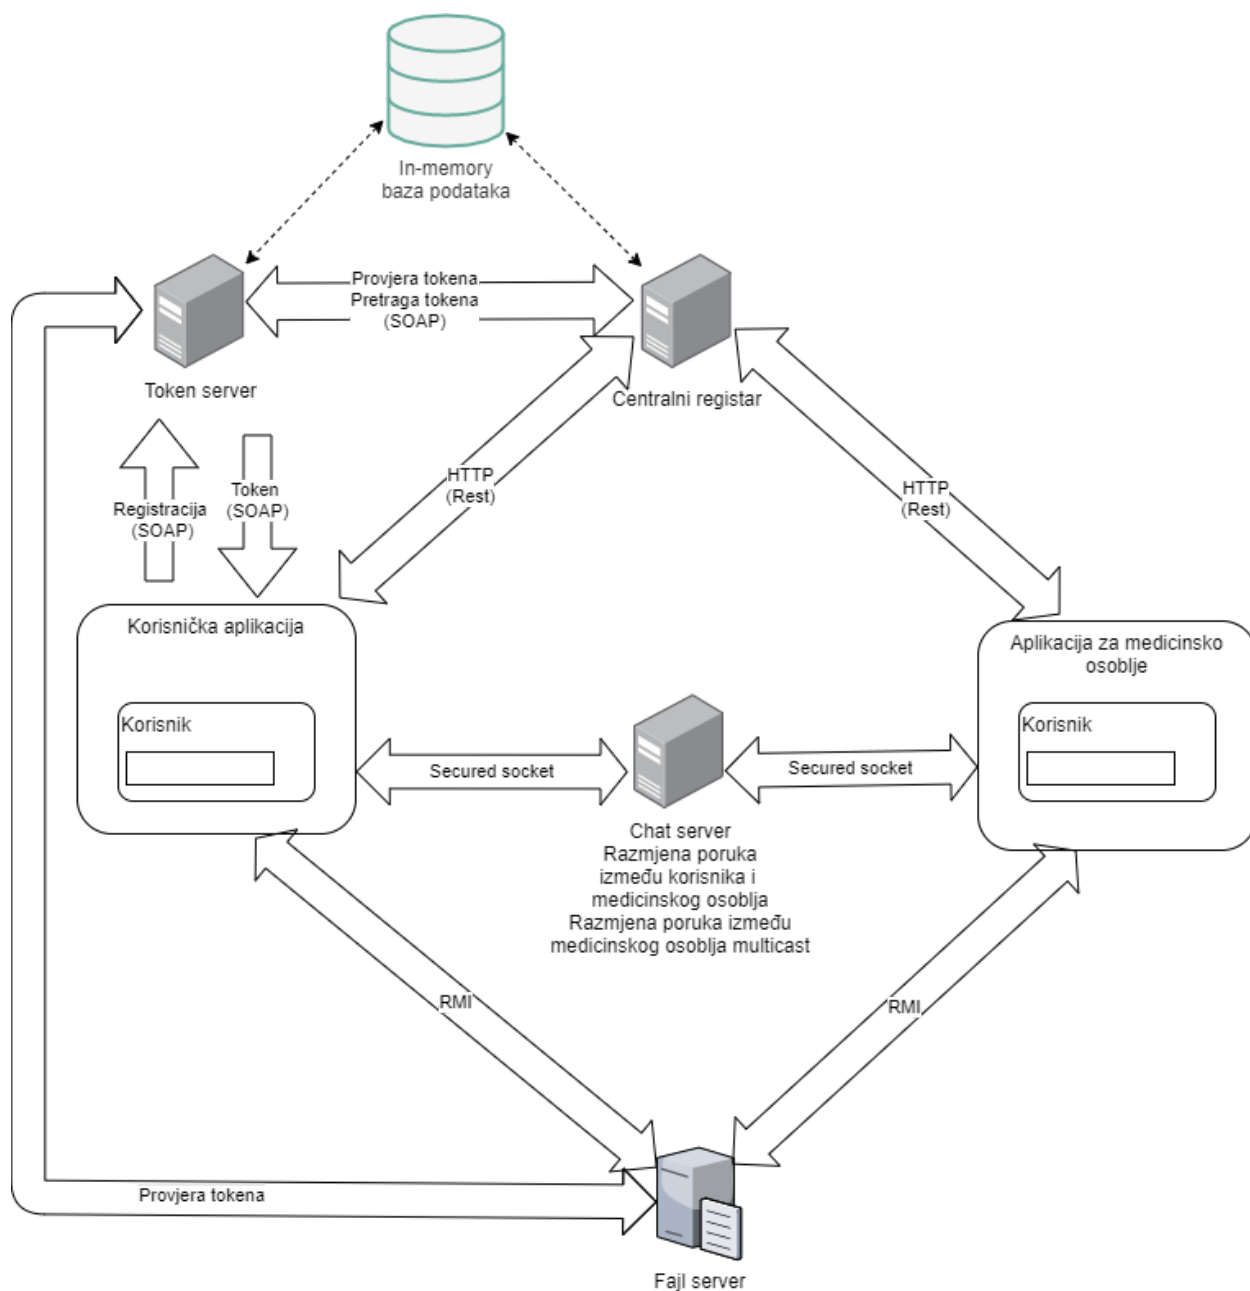 In-memory
baza podataka
Provjera tokena
Pretraga tokena
(SOAP)
Token server
Centralni registar
HTTP
(Rest)
HTTP
(Rest)
Registracija
(SOAP)
Token
(SOAP)
Korisnička aplikacija
Korisnik
Aplikacija za medicinsko
osoblje
Korisnik
Secured socket
Secured socket
Chat server
Razmjena poruka
između korisnika i
medicinskog osoblja
Razmjena poruka između
medicinskog osoblja multicast
RMI
RMI
Provjera tokena
Fajl server